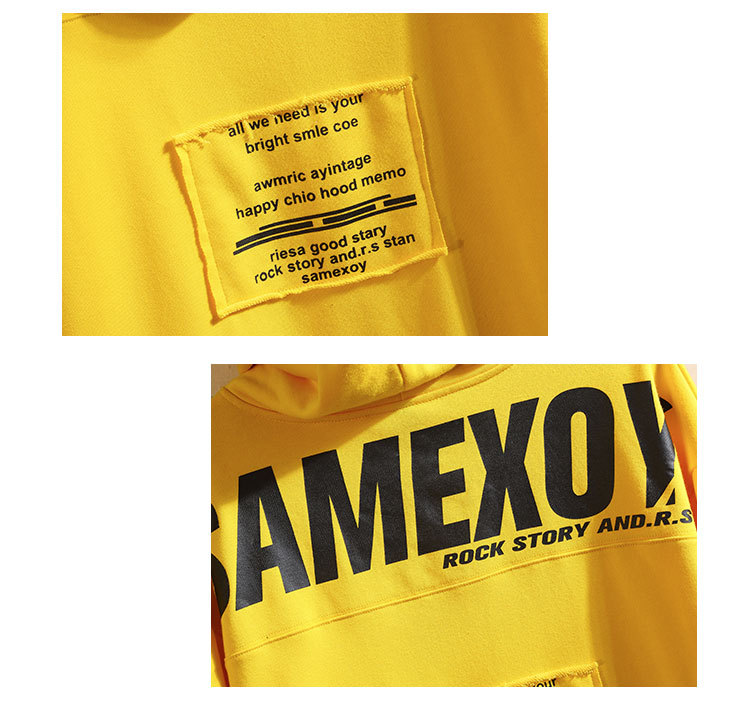 all we need is your
bright smle coe
awmric ayintage
happy chio hood memo
riesa good stary
rock story and.r.s stan
samexoy
SAMEXOY
ROCK STORY AND.R.S
your